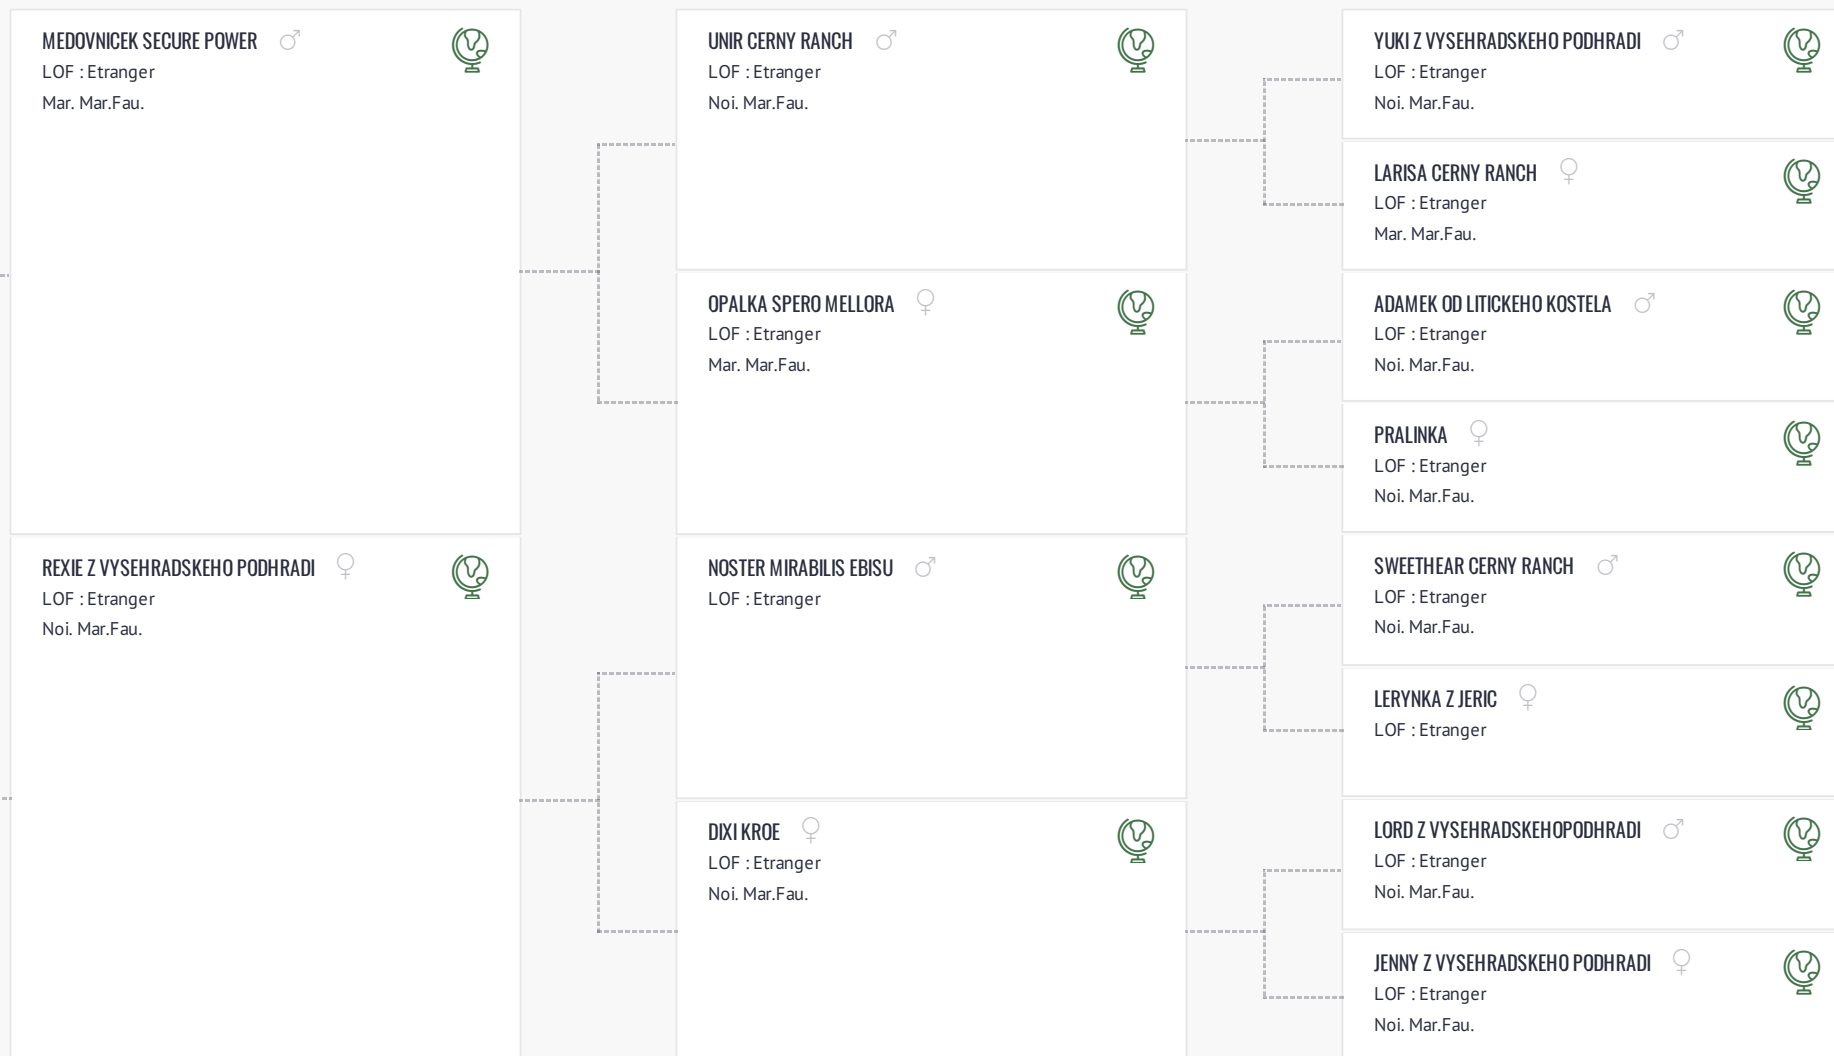 MEDOVNICEK SECURE POWER
LOF : Etranger
Mar. Mar.Fau.
REXIE Z VYSEHRADSKEHO PODHRADI
LOF : Etranger
Noi. Mar.Fau.
UNIR CERNY RANCH
LOF : Etranger
Noi. Mar.Fau.
OPALKA SPERO MELLORA
LOF : Etranger
Mar. Mar.Fau.
NOSTER MIRABILIS EBISU
LOF : Etranger
DIXI KROE
LOF : Etranger
Noi. Mar.Fau.
YUKI Z VYSEHRADSKEHO PODHRADI
LOF : Etranger
Noi. Mar.Fau.
LARISA CERNY RANCH
LOF : Etranger
Mar. Mar.Fau.
ADAMEK OD LITICKEHO KOSTELA
LOF : Etranger
Noi. Mar.Fau.
PRALINKA
LOF : Etranger
Noi. Mar.Fau.
SWEETHEAR CERNY RANCH
LOF : Etranger
Noi. Mar.Fau.
LERYNKA Z JERIC
LOF : Etranger
LORD Z VYSEHRADSKEHOPODHRADI
LOF : Etranger
Noi. Mar.Fau.
JENNY Z VYSEHRADSKEHO PODHRADI
LOF : Etranger
Noi. Mar.Fau.